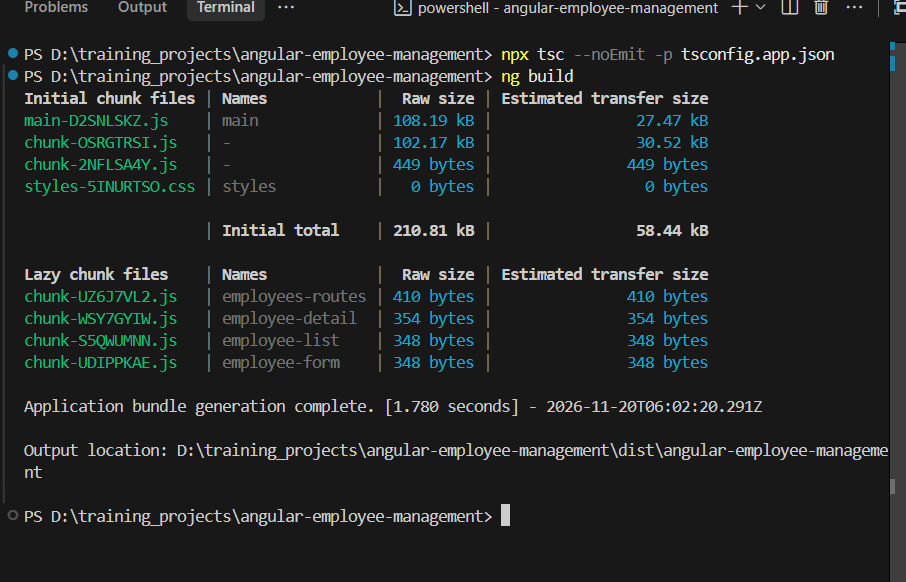 Problems Output Terminal ··· powershell - angular-employee-management
PS D:\training_projects\angular-employee-management> npx tsc --noEmit -p tsconfig.app.json
PS D:\training_projects\angular-employee-management> ng build
Initial chunk files | Names | Raw size | Estimated transfer size
main-D2SNLSKZ.js | main | 108.19 kB | 27.47 kB
chunk-OSRGTRSI.js | - | 102.17 kB | 30.52 kB
chunk-2NFLSA4Y.js | - | 449 bytes | 449 bytes
styles-5INURTSO.css | styles | 0 bytes | 0 bytes
| Initial total | 210.81 kB | 58.44 kB
Lazy chunk files | Names | Raw size | Estimated transfer size
chunk-UZ6J7VL2.js | employees-routes | 410 bytes | 410 bytes
chunk-WSY7GYIW.js | employee-detail | 354 bytes | 354 bytes
chunk-S5QWUMNN.js | employee-list | 348 bytes | 348 bytes
chunk-UDIPPKAE.js | employee-form | 348 bytes | 348 bytes
Application bundle generation complete. [1.780 seconds] - 2026-11-20T06:02:20.291Z
Output location: D:\training_projects\angular-employee-management\dist\angular-employee-manageme
nt
PS D:\training_projects\angular-employee-management>